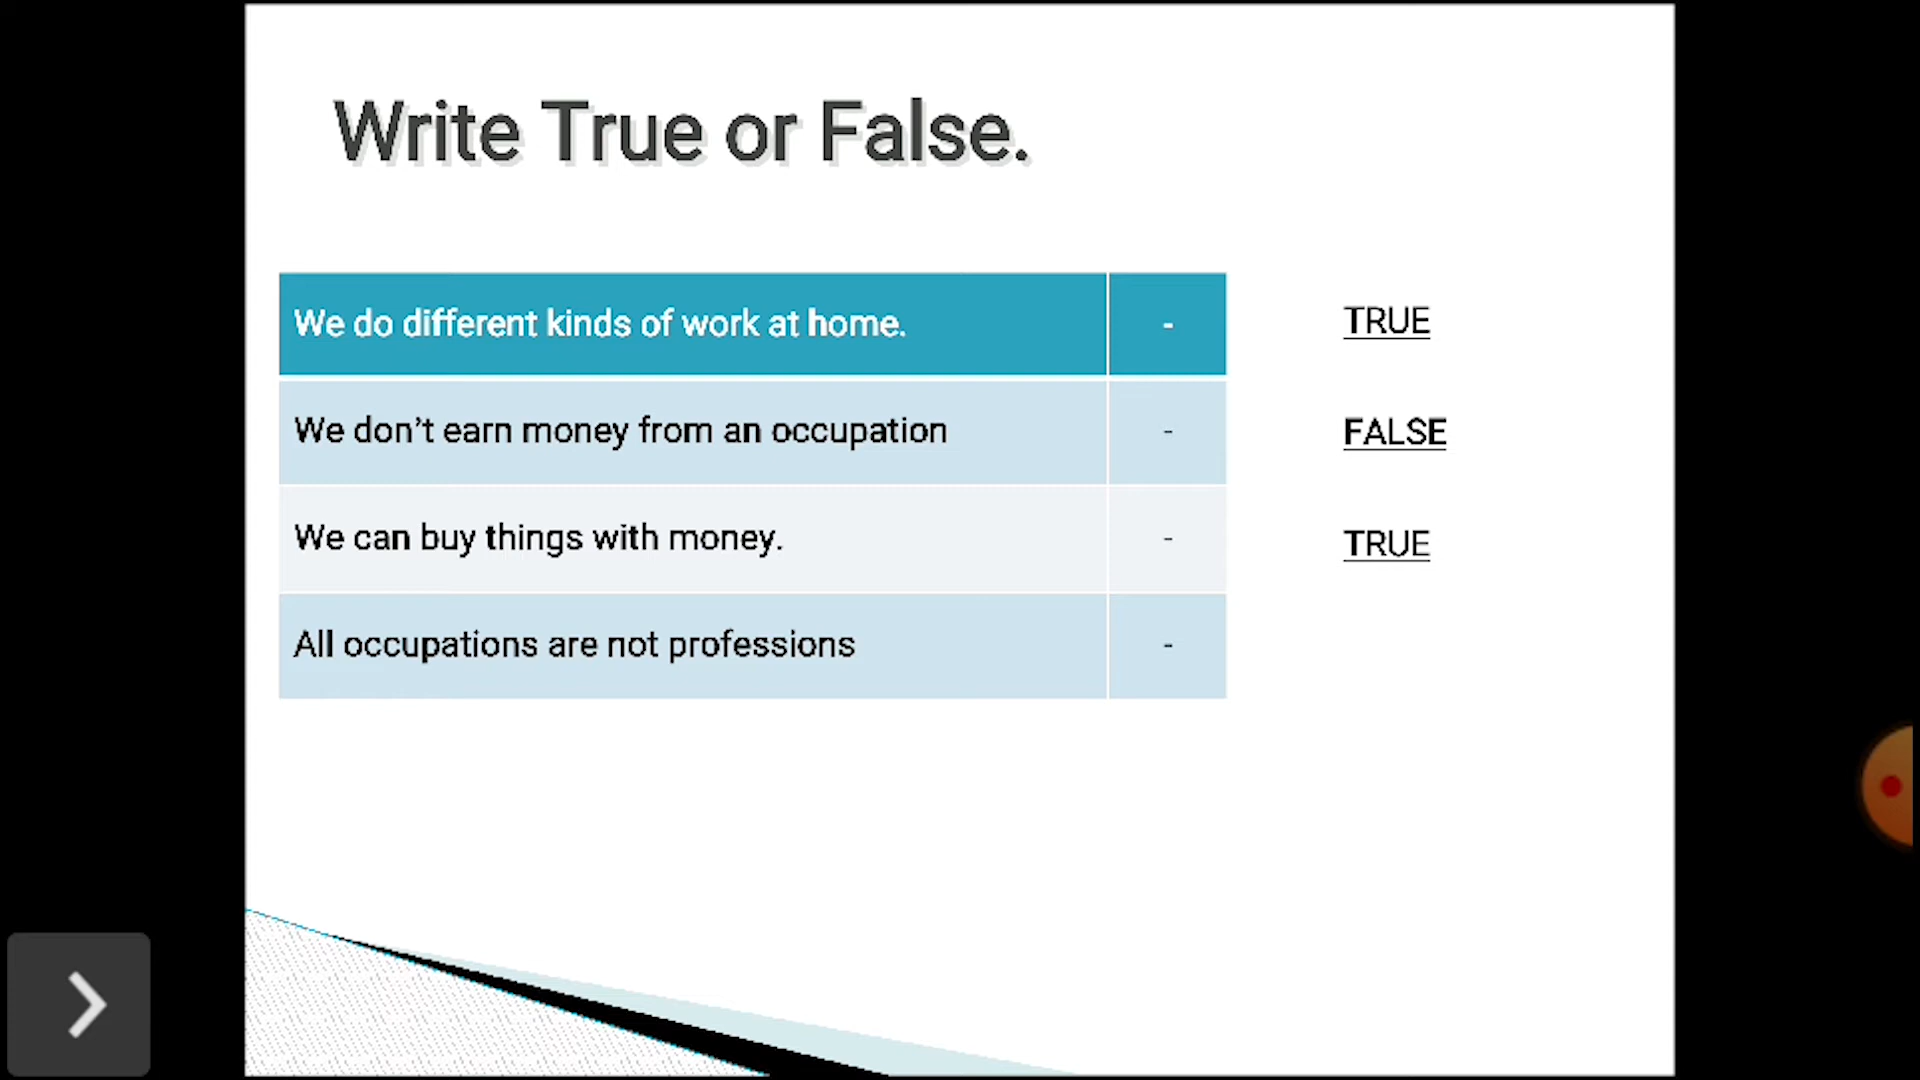 Write True or False.
We do different kinds of work at home. - TRUE
We don't earn money from an occupation - FALSE
We can buy things with money. - TRUE
All occupations are not professions -